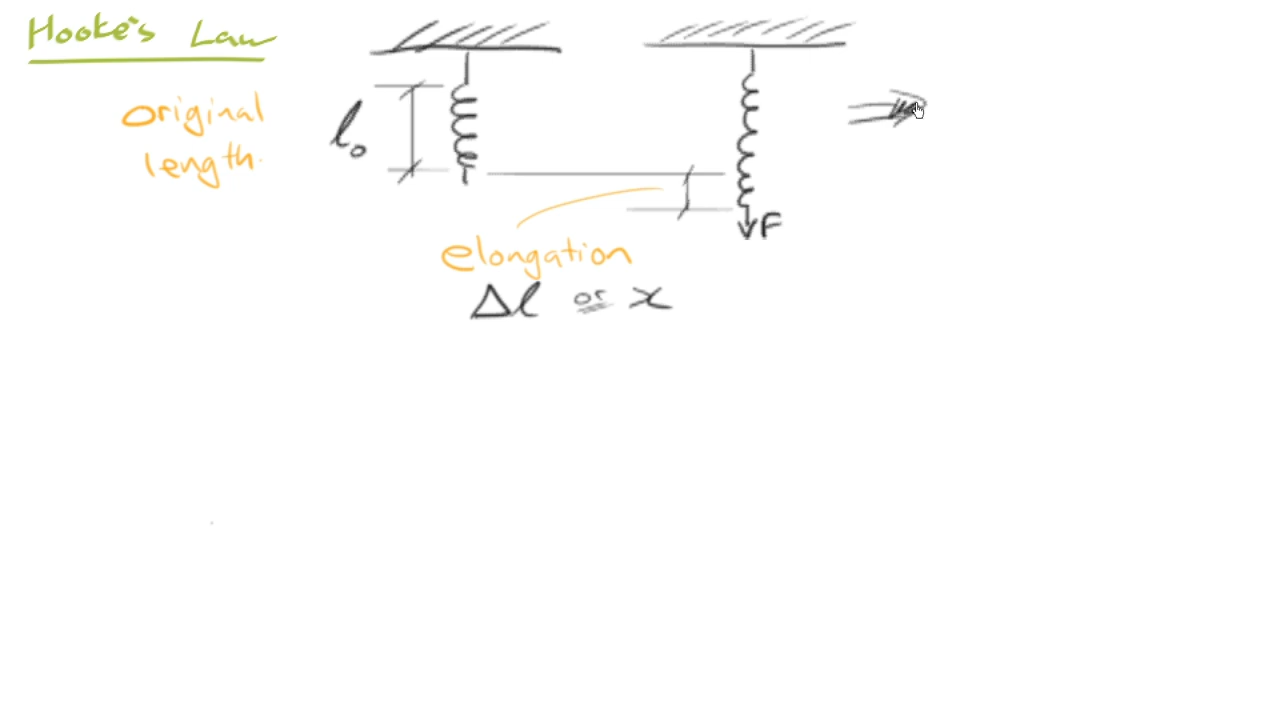 Hooke's Law
original
length
l₀
F
elongation
Δl or x